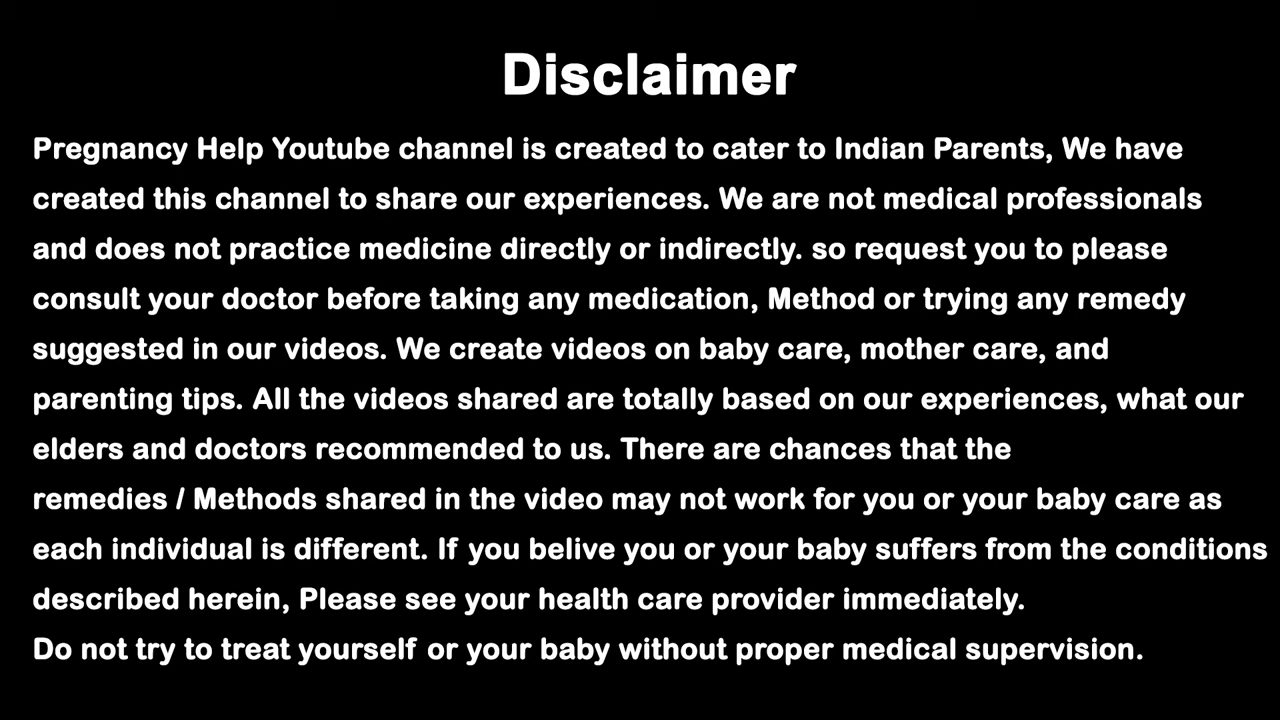 Disclaimer
Pregnancy Help Youtube channel is created to cater to Indian Parents, We have
created this channel to share our experiences. We are not medical professionals
and does not practice medicine directly or indirectly. so request you to please
consult your doctor before taking any medication, Method or trying any remedy
suggested in our videos. We create videos on baby care, mother care, and
parenting tips. All the videos shared are totally based on our experiences, what our
elders and doctors recommended to us. There are chances that the
remedies / Methods shared in the video may not work for you or your baby care as
each individual is different. If you belive you or your baby suffers from the conditions
described herein, Please see your health care provider immediately.
Do not try to treat yourself or your baby without proper medical supervision.